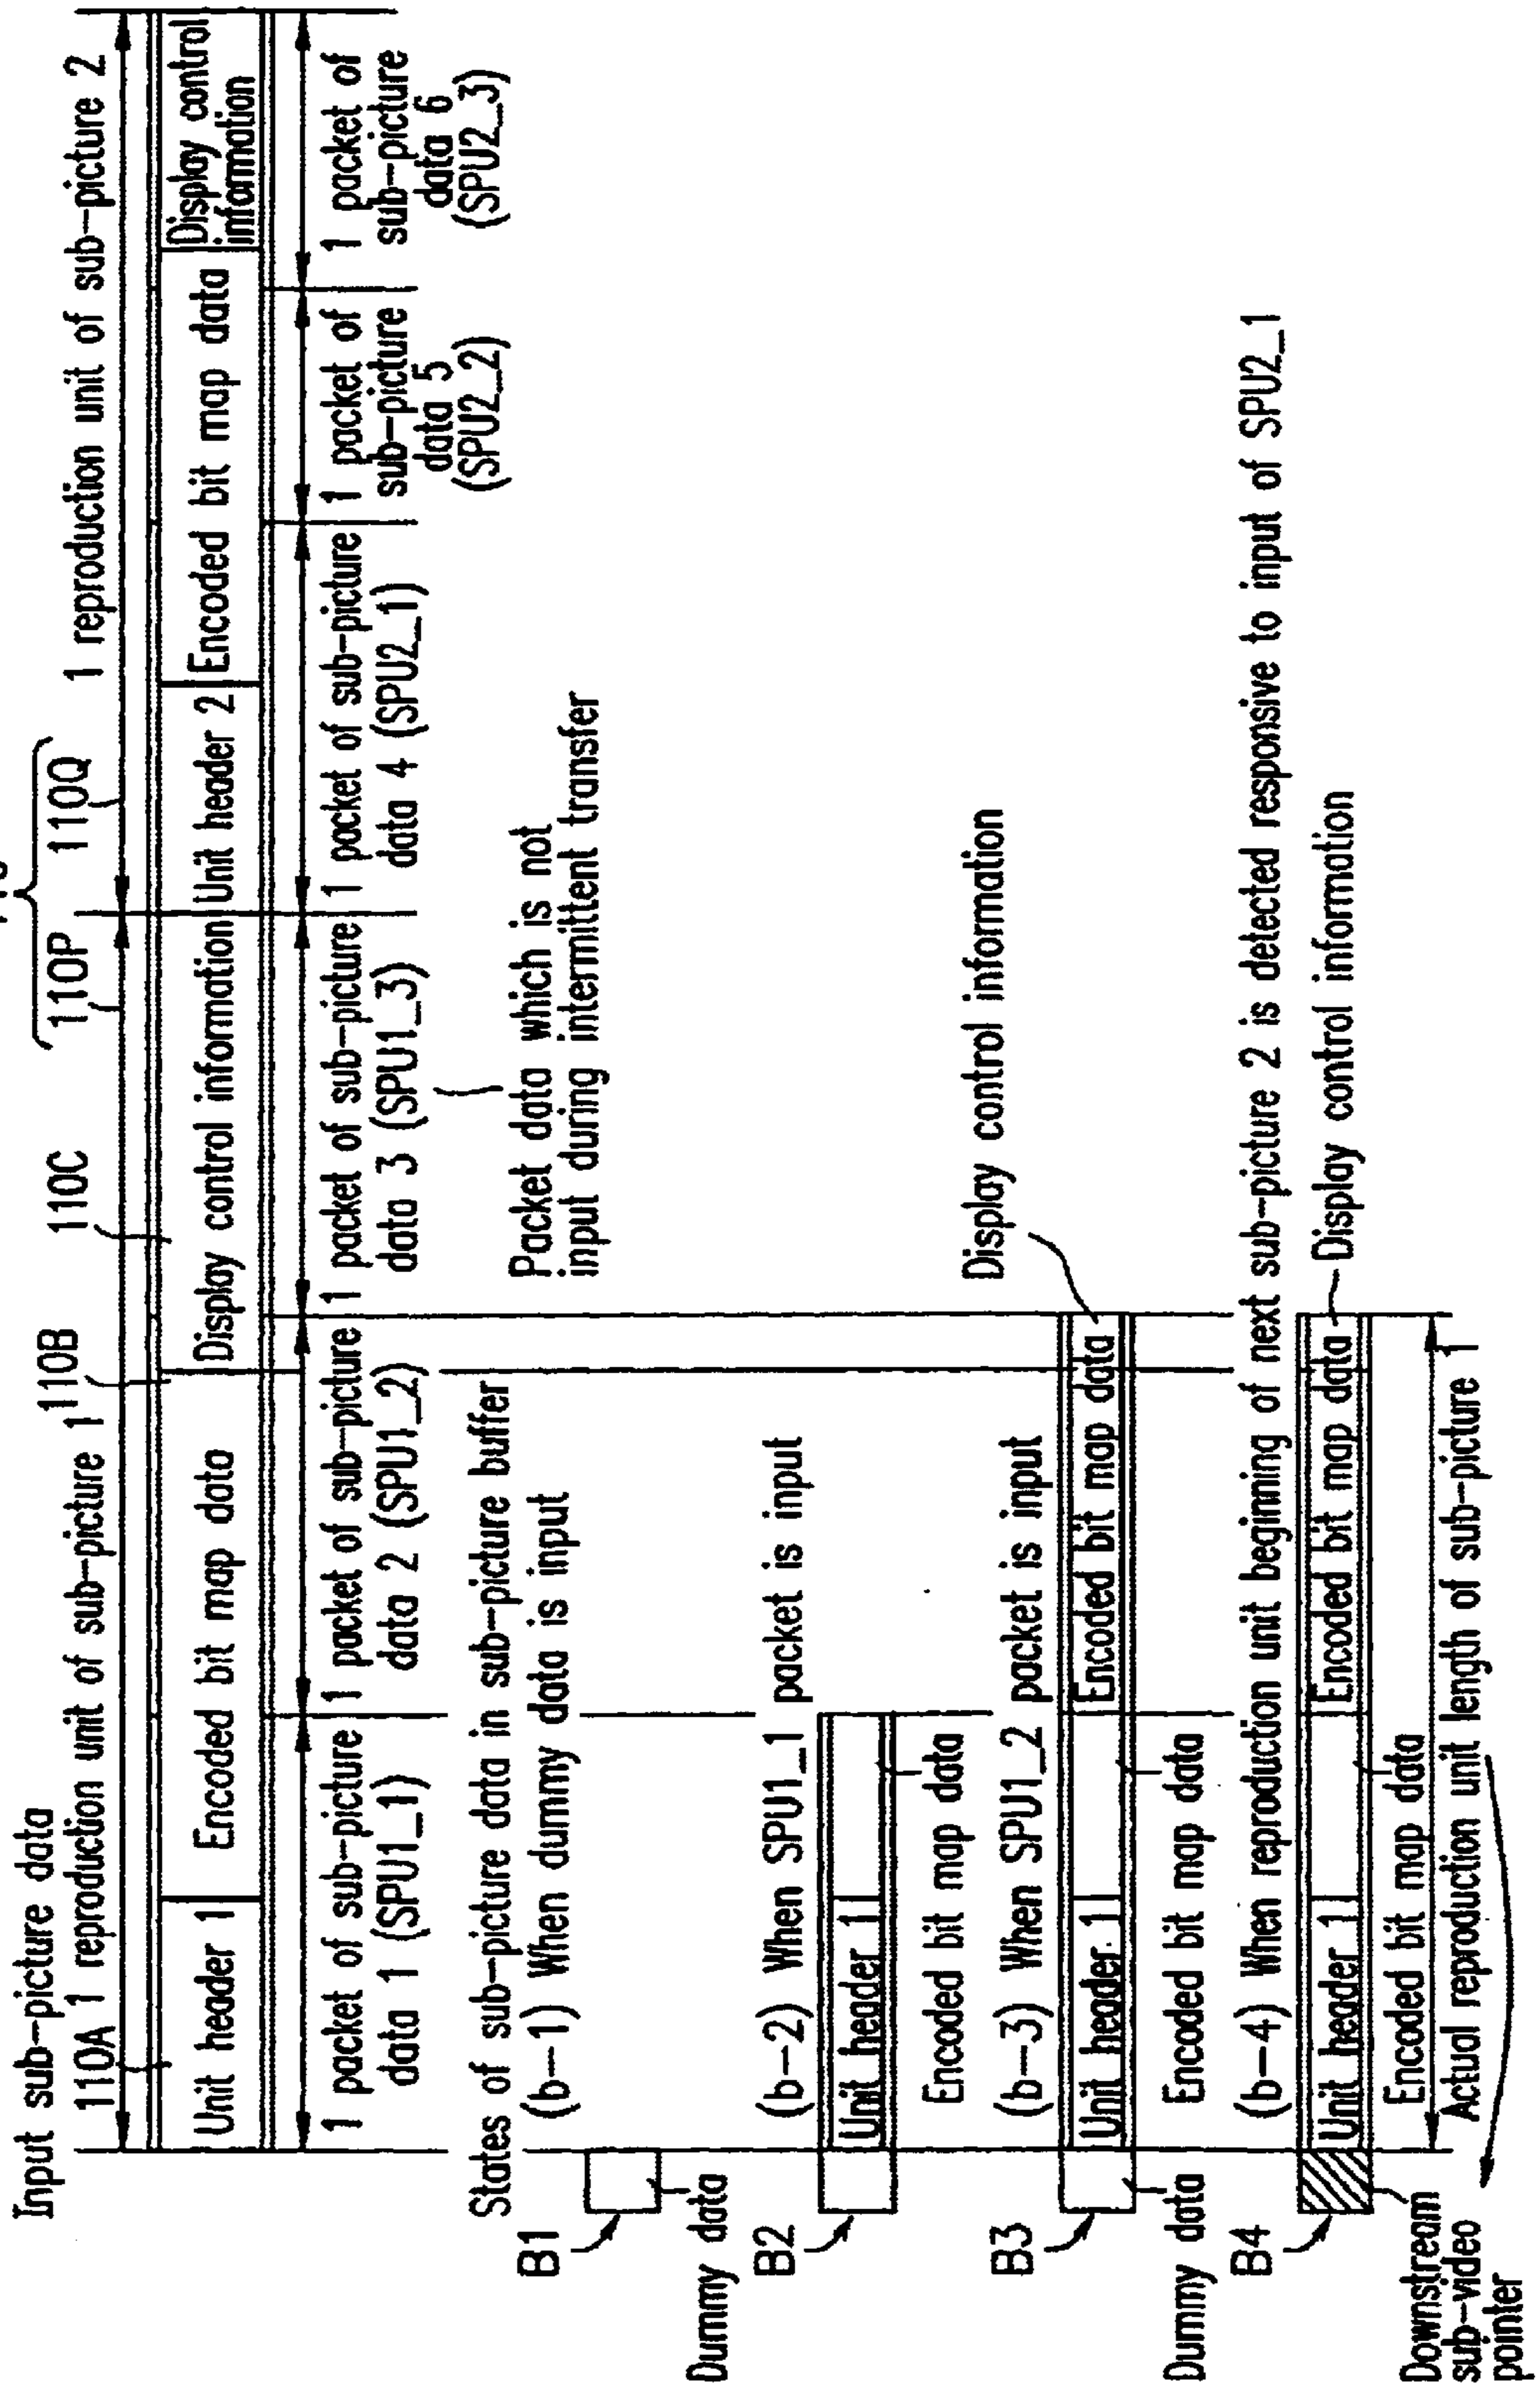 Input sub-picture data
110A
1 reproduction unit of sub-picture 1
110B
110C
110P
110Q
1 reproduction unit of sub-picture 2
Unit header 1
Encoded bit map data
Display control information
Unit header 2
Encoded bit map data
Display control
information
1 packet of sub-picture
data 1 (SPU1_1)
1 packet of sub-picture
data 2 (SPU1_2)
1 packet of sub-picture
data 3 (SPU1_3)
1 packet of sub-picture
data 4 (SPU2_1)
1 packet of
sub-picture
data 5
(SPU2_2)
1 packet of
sub-picture
data 6
(SPU2_3)
Packet data which is not
input during intermittent transfer
States of sub-picture data in sub-picture buffer
(b-1) When dummy data is input
B1
Dummy data
(b-2) When SPU1_1 packet is input
B2
Unit header 1
Encoded bit map data
(b-3) When SPU1_2 packet is input
B3
Unit header 1
Encoded bit map data
Display control information
Dummy data
Encoded bit map data
(b-4) When reproduction unit beginning of next sub-picture 2 is detected responsive to input of SPU2_1
B4
Unit header 1
Encoded bit map data
Display control information
Encoded bit map data
Actual reproduction unit length of sub-picture 1
Downstream
sub-video
pointer